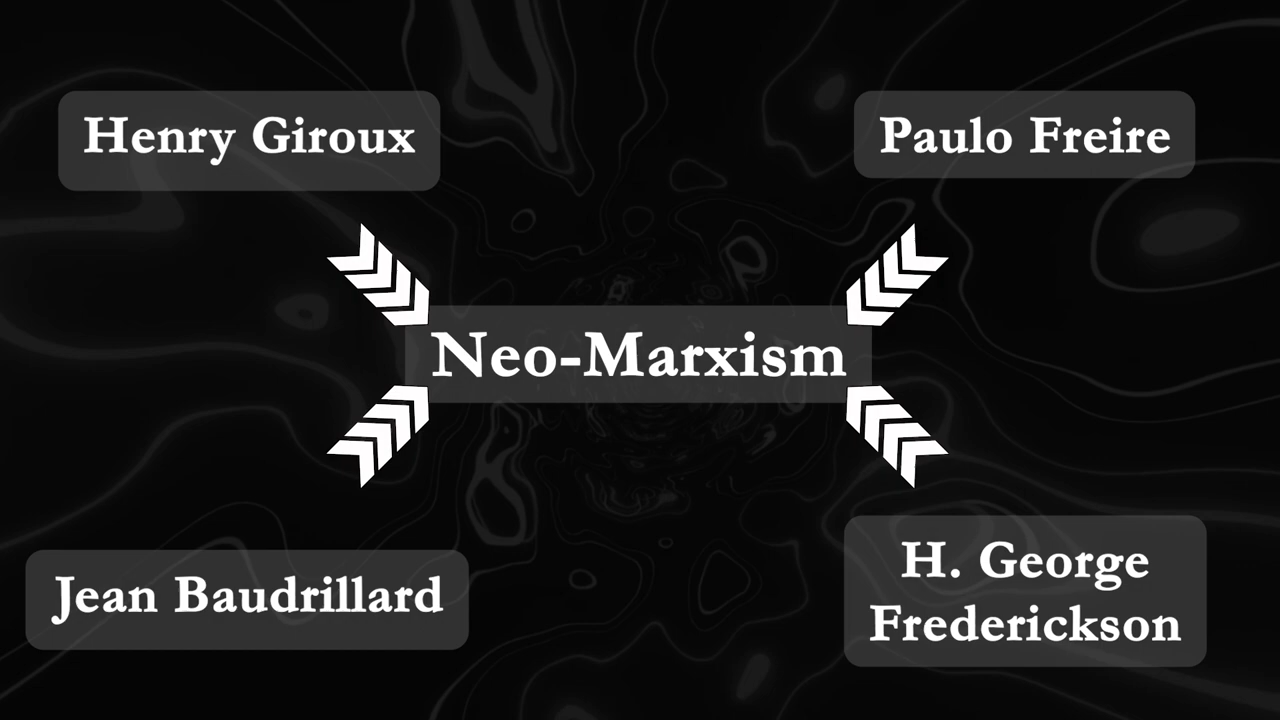 Henry Giroux
Paulo Freire
Neo-Marxism
Jean Baudrillard
H. George
Frederickson